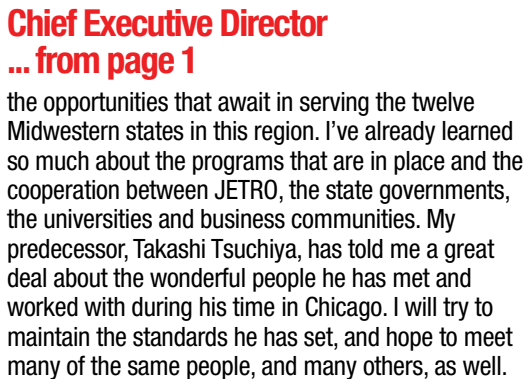 Chief Executive Director
... from page 1
the opportunities that await in serving the twelve
Midwestern states in this region. I’ve already learned
so much about the programs that are in place and the
cooperation between JETRO, the state governments,
the universities and business communities. My
predecessor, Takashi Tsuchiya, has told me a great
deal about the wonderful people he has met and
worked with during his time in Chicago. I will try to
maintain the standards he has set, and hope to meet
many of the same people, and many others, as well.